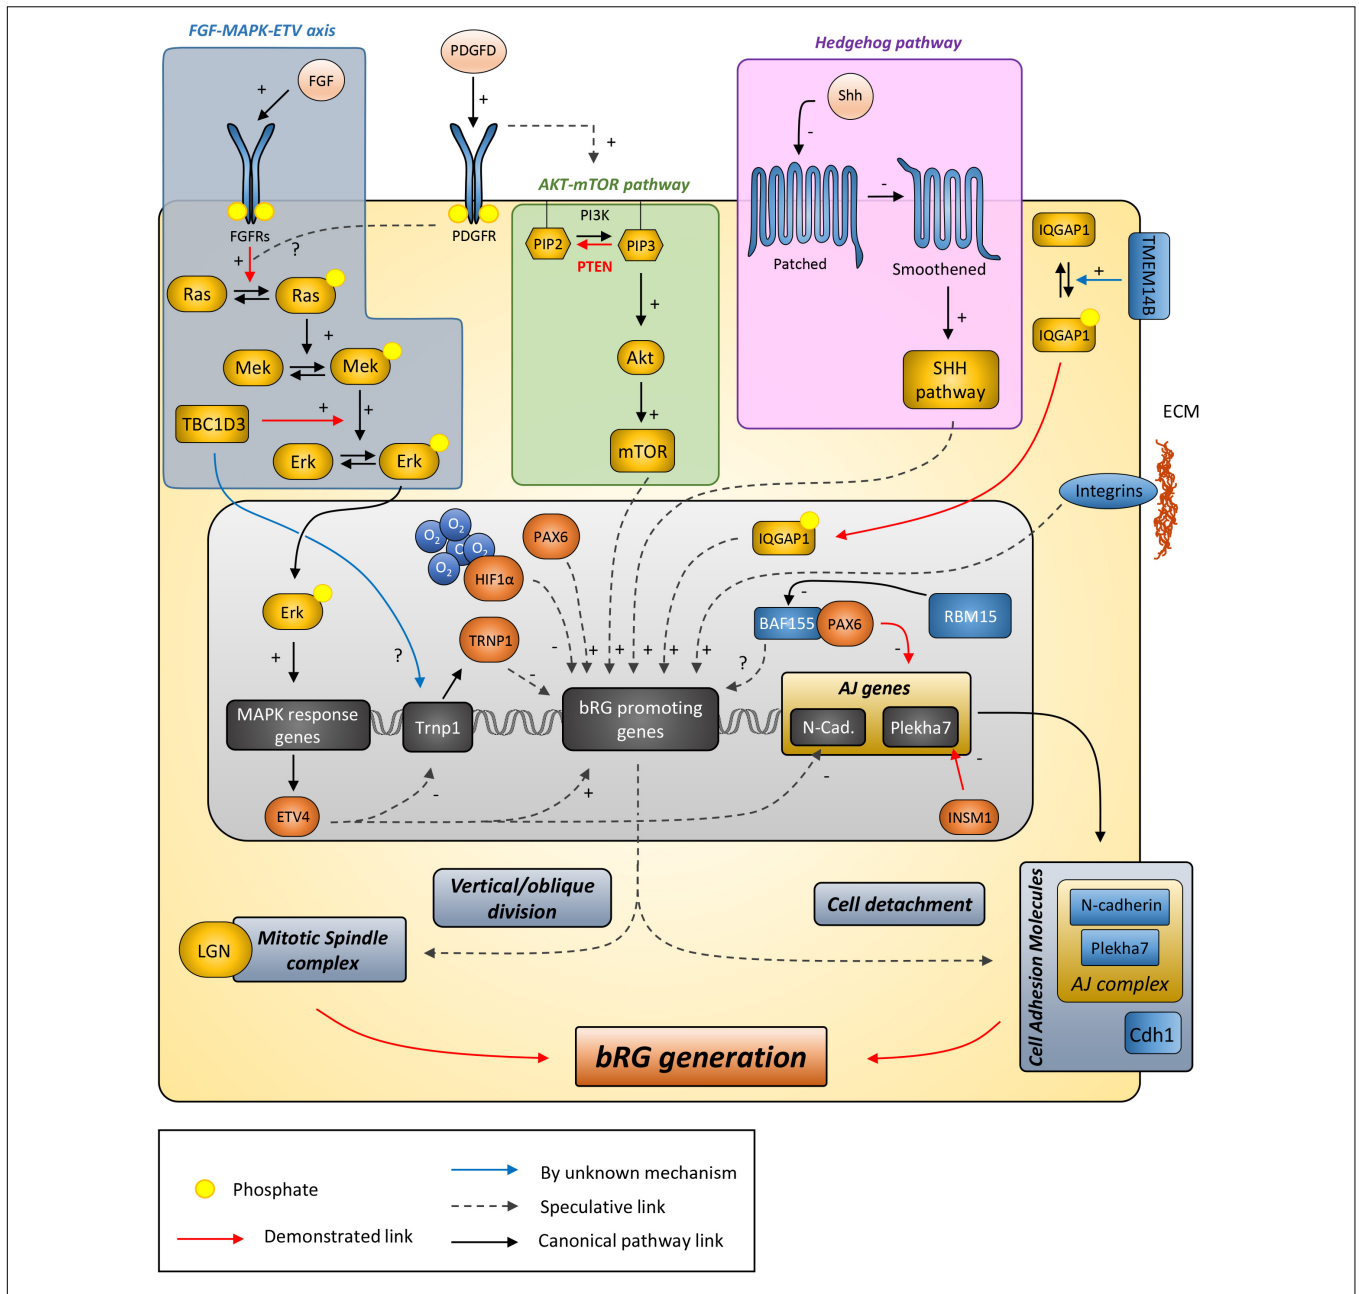 FGF-MAPK-ETV axis
FGF
+
PDGFD
+
+
Hedgehog pathway
Shh
-
-
AKT-mTOR pathway
FGFRs
+
?
PDGFR
PI3K
PIP2
PIP3
PTEN
Patched
Smoothened
IQGAP1
+
TMEM14B
IQGAP1
Ras
Ras
+
+
+
Mek
Mek
Akt
SHH
pathway
TBC1D3
+
+
+
Erk
Erk
mTOR
ECM
Integrins
O2
O2
O2
O2
HIF1α
PAX6
IQGAP1
Erk
-
BAF155
PAX6
RBM15
TRNP1
+
?
-
-
+
+
+
+
+
?
-
AJ genes
MAPK response
genes
Trnp1
bRG promoting
genes
N-Cad.
Plekha7
-
+
-
-
ETV4
INSM1
Vertical/oblique
division
Cell detachment
LGN
Mitotic Spindle
complex
Cell Adhesion Molecules
N-cadherin
Plekha7
AJ complex
Cdh1
bRG generation
Phosphate
Demonstrated link
By unknown mechanism
Speculative link
Canonical pathway link